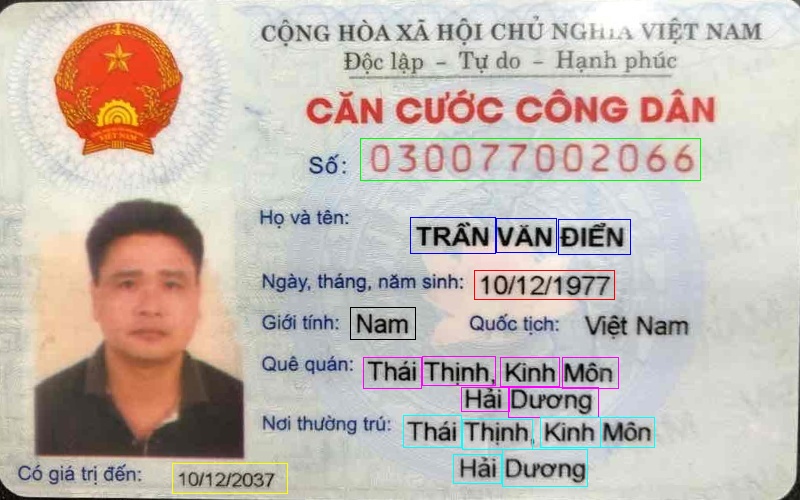 CỘNG HÒA XÃ HỘI CHỦ NGHĨA VIỆT NAM
Độc lập - Tự do - Hạnh phúc
CĂN CƯỚC CÔNG DÂN
Số: 030077002066
Họ và tên: TRẦN VĂN ĐIỂN
Ngày, tháng, năm sinh: 10/12/1977
Giới tính: Nam Quốc tịch: Việt Nam
Quê quán: Thái Thịnh, Kinh Môn
Hải Dương
Nơi thường trú: Thái Thịnh, Kinh Môn
Hải Dương
Có giá trị đến: 10/12/2037